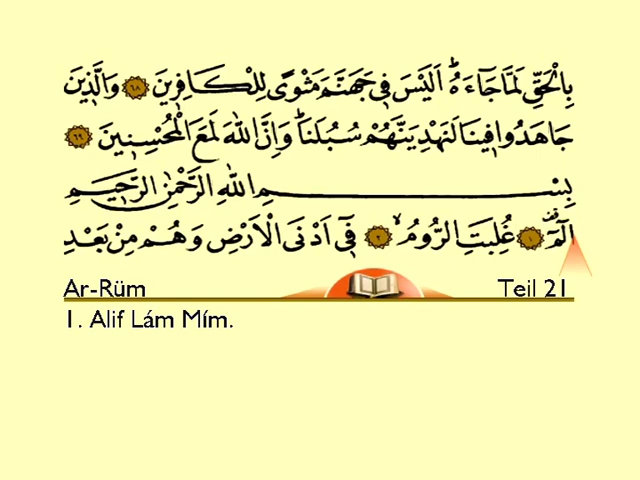 بِالْحَقِّ لَمَّا جَٓاءَهُۜ اَلَيْسَ ف۪ي جَهَنَّمَ مَثْوًى لِلْكَافِر۪ينَ ﴿٦٨﴾ وَالَّذ۪ينَ
جَاهَدُوا ف۪ينَا لَنَهْدِيَنَّهُمْ سُبُلَنَاۜ وَاِنَّ اللّٰهَ لَمَعَ الْمُحْسِن۪ينَ ﴿٦٩﴾
بِسْمِ اللّٰهِ الرَّحْمٰنِ الرَّح۪يمِ
الٓمٓ ﴿١﴾ غُلِبَتِ الرُّومُۙ ﴿٢﴾ ف۪ٓي اَدْنَى الْاَرْضِ وَهُمْ مِنْ بَعْدِ
Ar-Rüm Teil 21
1. Alif Lám Mím.